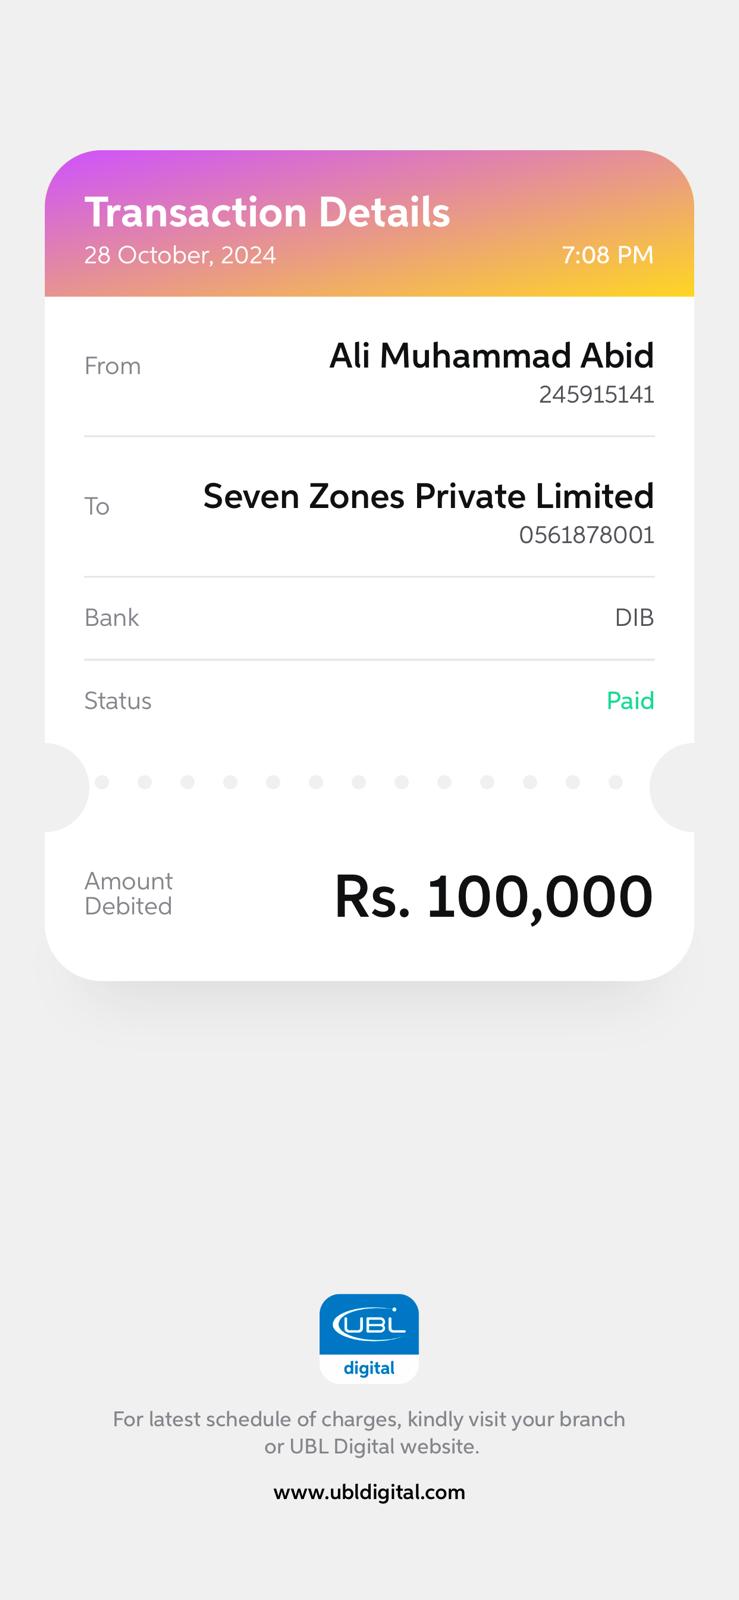 Transaction Details
28 October, 2024 7:08 PM
From Ali Muhammad Abid
245915141
To Seven Zones Private Limited
0561878001
Bank DIB
Status Paid
Amount
Debited Rs. 100,000
UBL
digital
For latest schedule of charges, kindly visit your branch
or UBL Digital website.
www.ubldigital.com